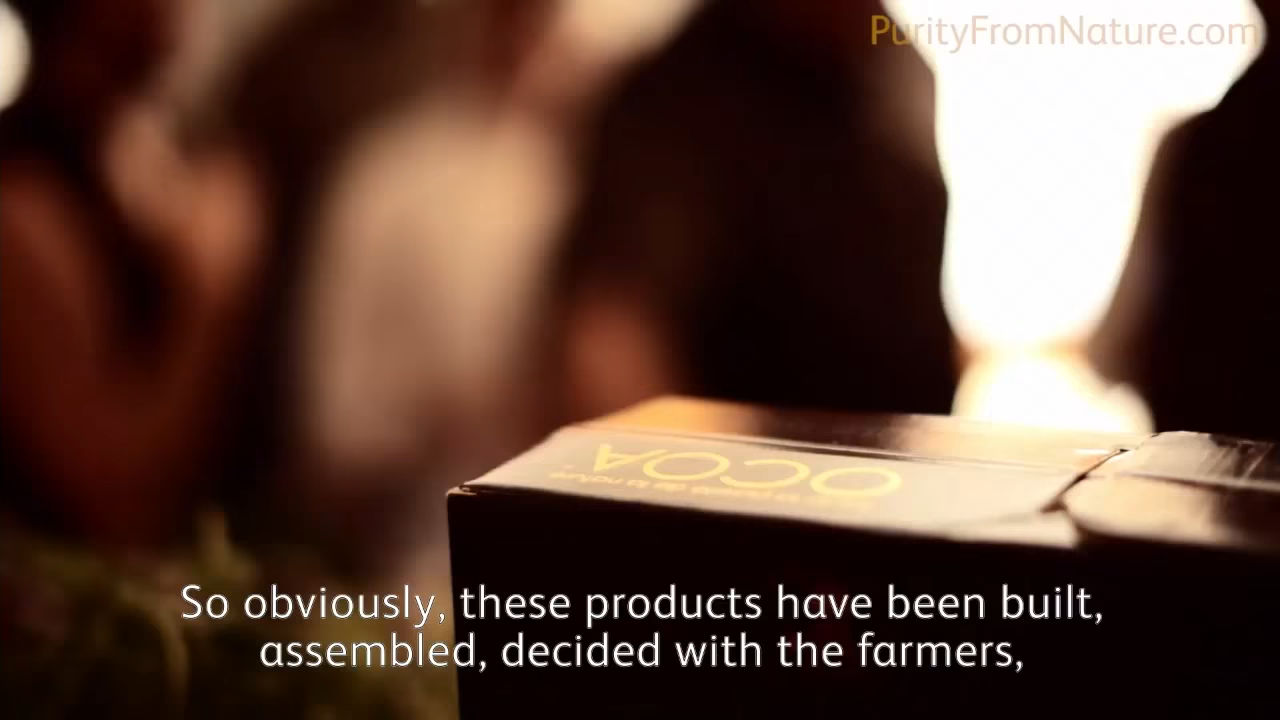 PurityFromNature.com
OCOA
So obviously, these products have been built,
assembled, decided with the farmers,